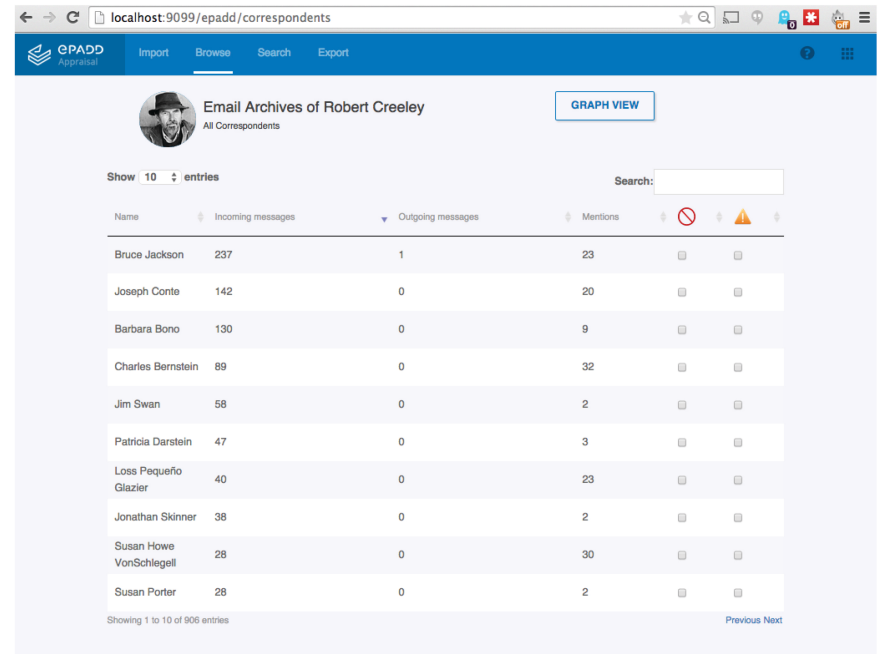 localhost:9099/epadd/correspondents
0
off
ePADD
Appraisal
Import Browse Search Export
?
Email Archives of Robert Creeley
All Correspondents
GRAPH VIEW
Show 10 entries
Search:
Name Incoming messages Outgoing messages Mentions
Bruce Jackson 237 1 23
Joseph Conte 142 0 20
Barbara Bono 130 0 9
Charles Bernstein 89 0 32
Jim Swan 58 0 2
Patricia Darstein 47 0 3
Loss Pequeño
Glazier 40 0 23
Jonathan Skinner 38 0 2
Susan Howe
VonSchlegell 28 0 30
Susan Porter 28 0 2
Showing 1 to 10 of 906 entries
Previous Next